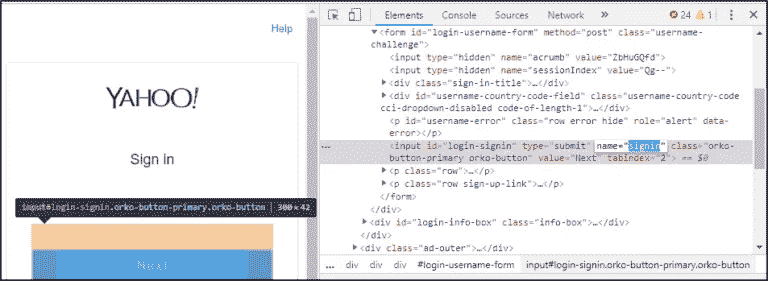 Help
YAHOO!
Sign in
input#login-signin.orko-button-primary.orko-button | 300 × 42
Next
Elements Console Sources Network » 24 1
▼<form id="login-username-form" method="post" class="username-
challenge">
<input type="hidden" name="acrumb" value="ZbHuGQfd">
<input type="hidden" name="sessionIndex" value="Qg--">
▶<div class="sign-in-title">…</div>
▶<div id="username-country-code-field" class="username-country-code
cci-dropdown-disabled code-of-length-1">…</div>
<p id="username-error" class="row error hide" role="alert" data-
error></p>
... <input id="login-signin" type="submit" name="signin" class="orko-
button-primary orko-button" value="Next" tabindex="2"> == $0
▶<p class="row">…</p>
▶<p class="row sign-up-link">…</p>
</form>
</div>
▶<div id="login-info-box" class="info-box">…</div>
</div>
▶<div class="ad-outer">…</div>
... div div div #login-username-form input#login-signin.orko-button-primary.orko-button